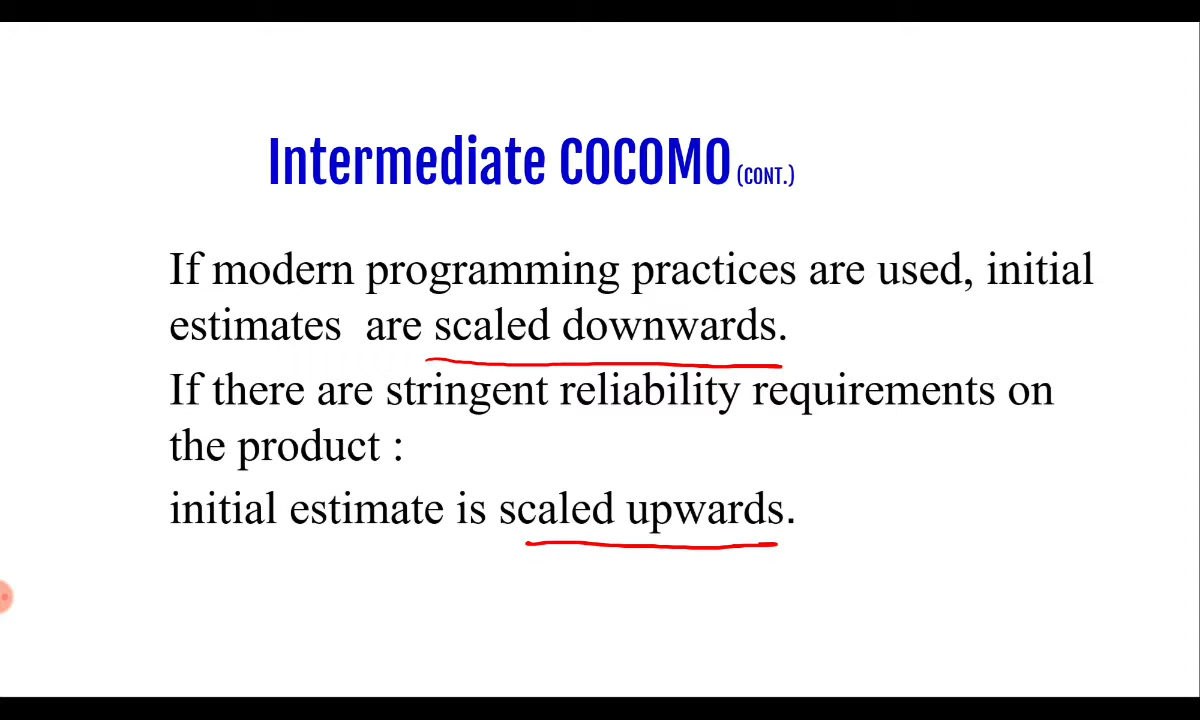 Intermediate COCOMO (CONT.)
If modern programming practices are used, initial
estimates are scaled downwards.
If there are stringent reliability requirements on
the product :
initial estimate is scaled upwards.